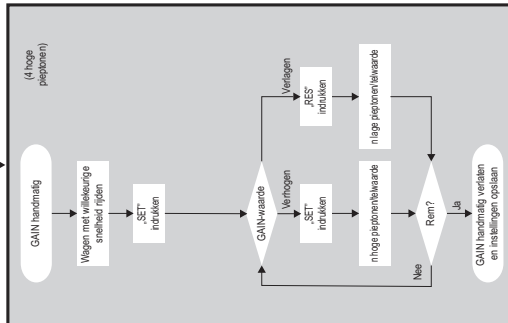 (4 hoge
pieptonen)
GAIN handmatig
Wagen met willekeurige
snelheid rijden
„SET“
indrukken
GAIN-waarde
Verhogen
Verlagen
„SET“
indrukken
„RES“
indrukken
n hoge pieptonen/telwaarde
n lage pieptonen/telwaarde
Rem?
Nee
Ja
GAIN handmatig verlaten
en instellingen opslaan